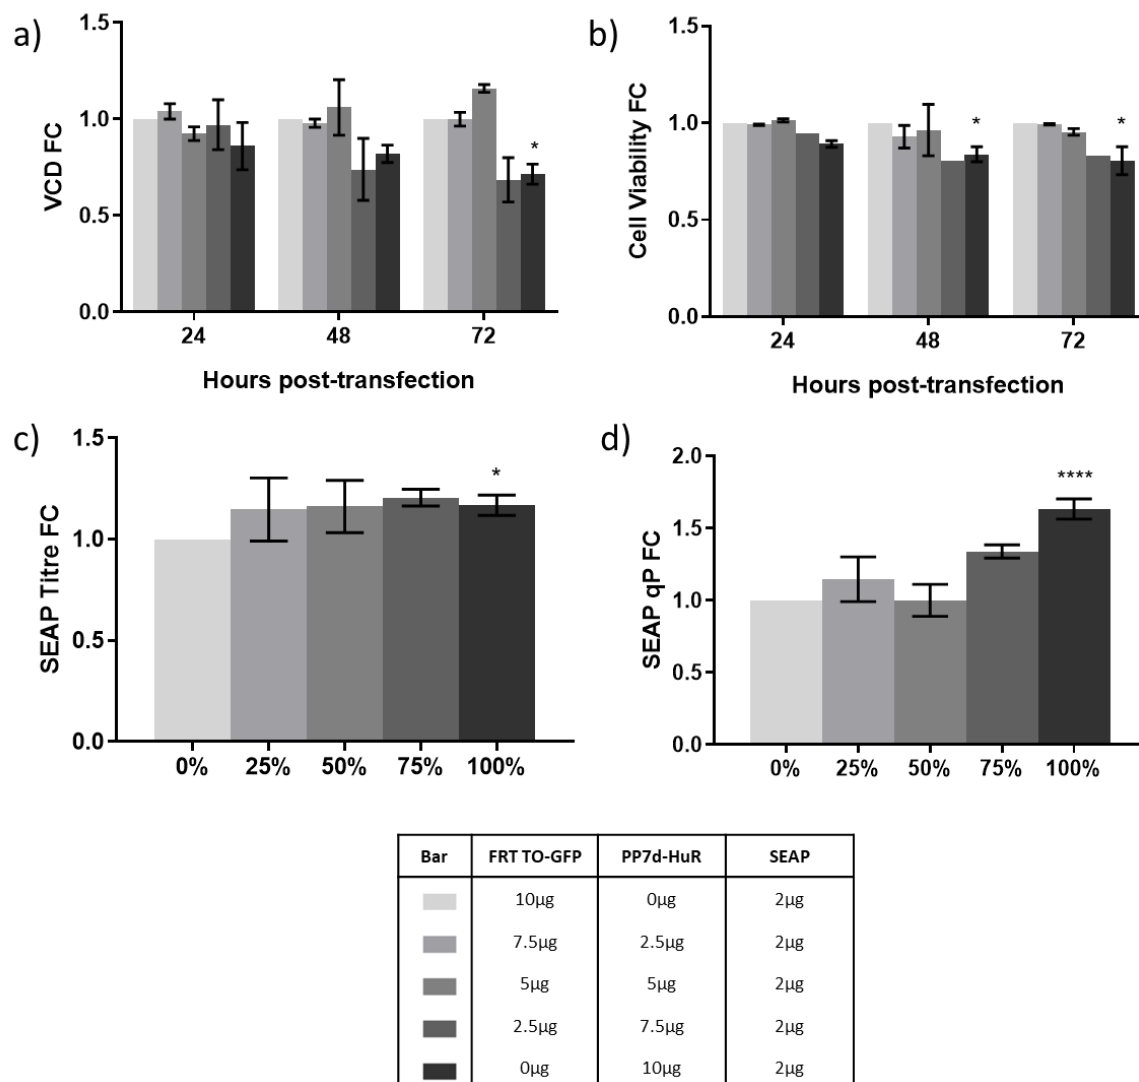 a)
1.5
1.0
0.5
0.0
VCD FC
*
24 48 72
Hours post-transfection
b)
1.5
1.0
0.5
0.0
Cell Viability FC
* *
24 48 72
Hours post-transfection
c)
1.5
1.0
0.5
0.0
SEAP Titre FC
*
0% 25% 50% 75% 100%
d)
2.0
1.5
1.0
0.5
0.0
SEAP qP FC
****
0% 25% 50% 75% 100%
Bar FRT TO-GFP PP7d-HuR SEAP
10µg 0µg 2µg
7.5µg 2.5µg 2µg
5µg 5µg 2µg
2.5µg 7.5µg 2µg
0µg 10µg 2µg